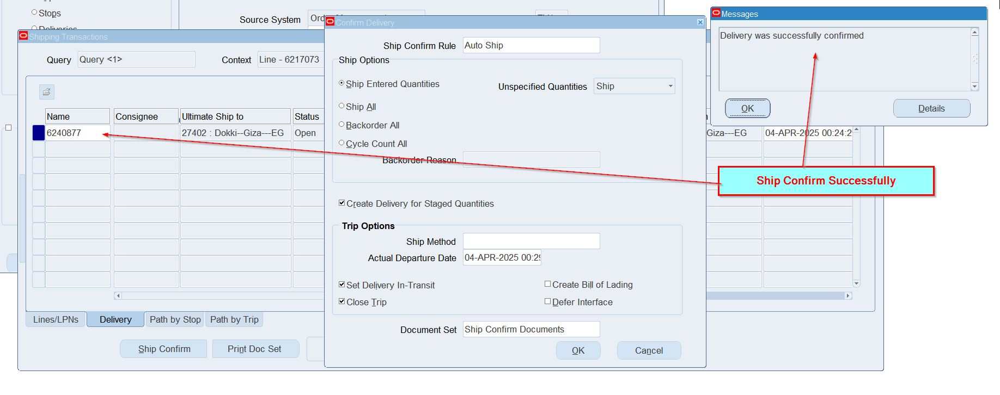 Stops
Deliveries
Source System
Messages
Delivery was successfully confirmed
OK
Details
Shipping Transactions
Query
Query <1>
Context
Line - 6217073
Name
Consignee
Ultimate Ship to
Status
6240877
27402 : Dokki--Giza---EG
Open
Giza---EG
04-APR-2025 00:24:2
Confirm Delivery
Ship Confirm Rule
Auto Ship
Ship Options
Ship Entered Quantities
Unspecified Quantities
Ship
Ship All
Backorder All
Cycle Count All
Backorder Reason
Create Delivery for Staged Quantities
Trip Options
Ship Method
Actual Departure Date
04-APR-2025 00:29
Set Delivery In-Transit
Create Bill of Lading
Close Trip
Defer Interface
Document Set
Ship Confirm Documents
OK
Cancel
Ship Confirm Successfully
Lines/LPNs
Delivery
Path by Stop
Path by Trip
Ship Confirm
Print Doc Set